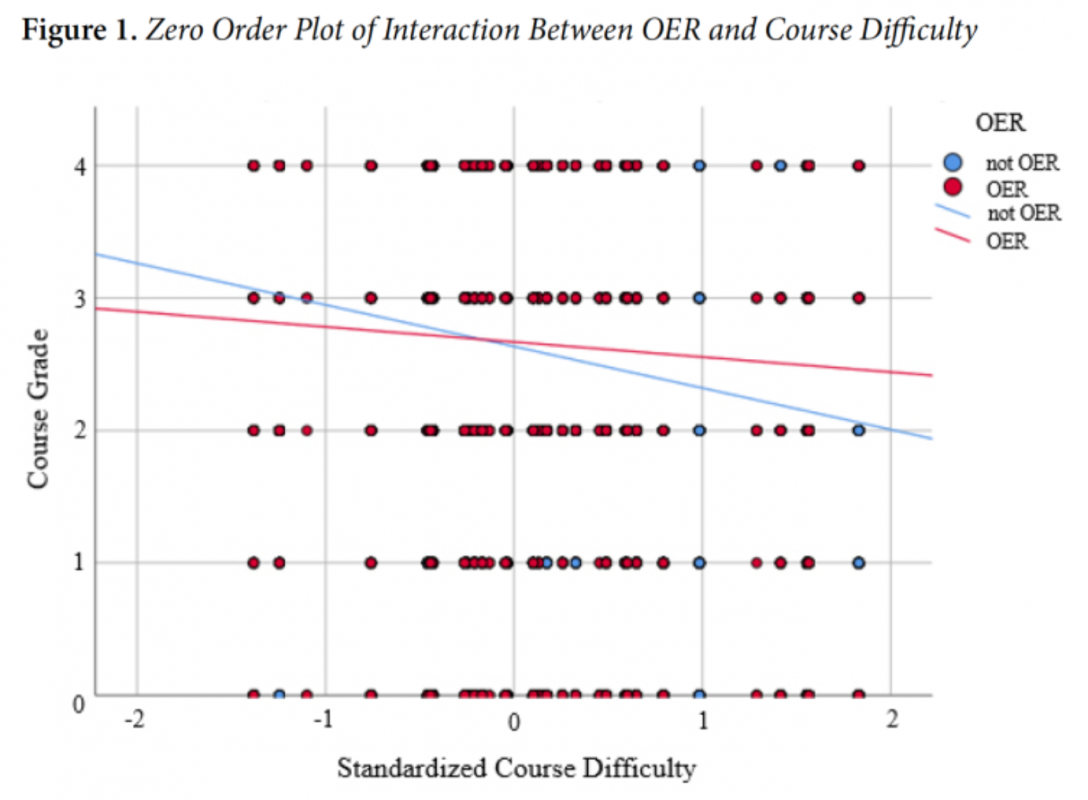 Figure 1. Zero Order Plot of Interaction Between OER and Course Difficulty
OER
not OER
OER
not OER
OER
4
3
2
1
0
Course Grade
-2 -1 0 1 2
Standardized Course Difficulty